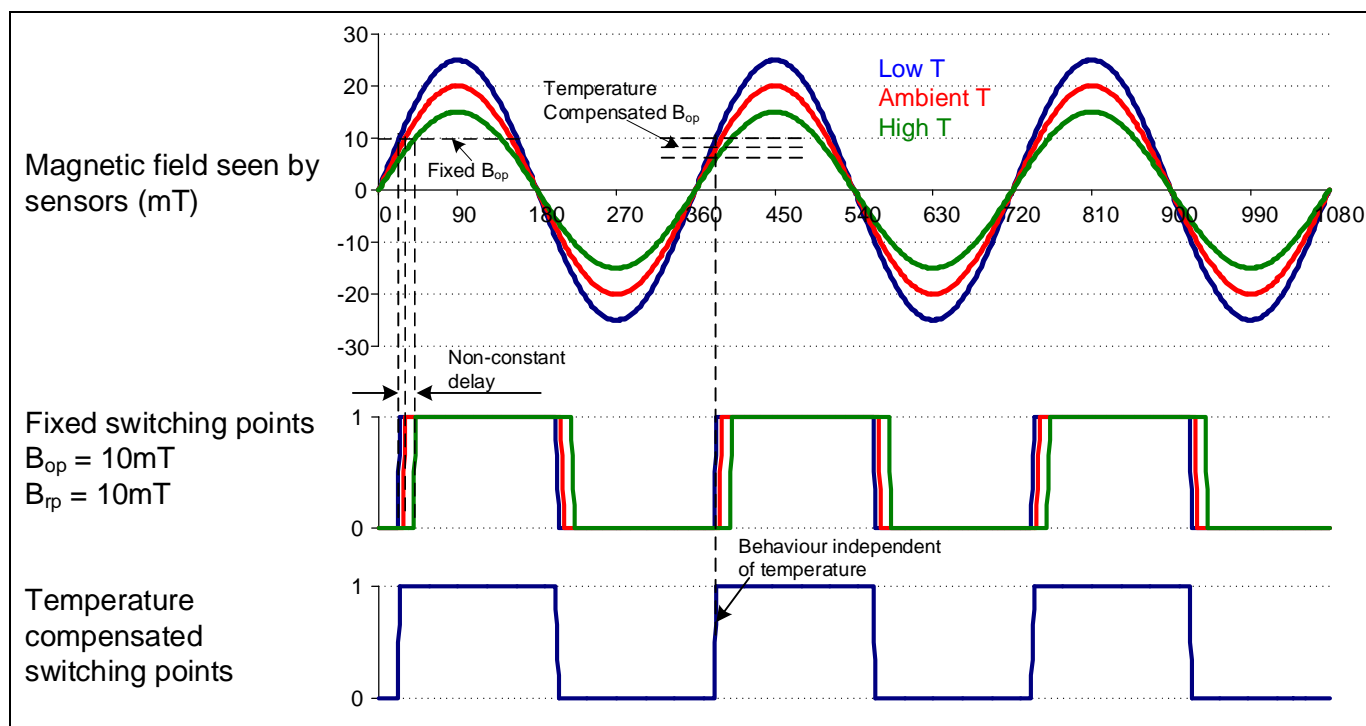 30
20
10
0
-10
-20
-30
Low T
Ambient T
High T
Temperature
Compensated Bop
Fixed Bop
Magnetic field seen by
sensors (mT)
0 90 180 270 360 450 540 630 720 810 900 990 1080
Non-constant
delay
Fixed switching points
Bop = 10mT
Brp = 10mT
1
0
Behaviour independent
of temperature
Temperature
compensated
switching points
1
0